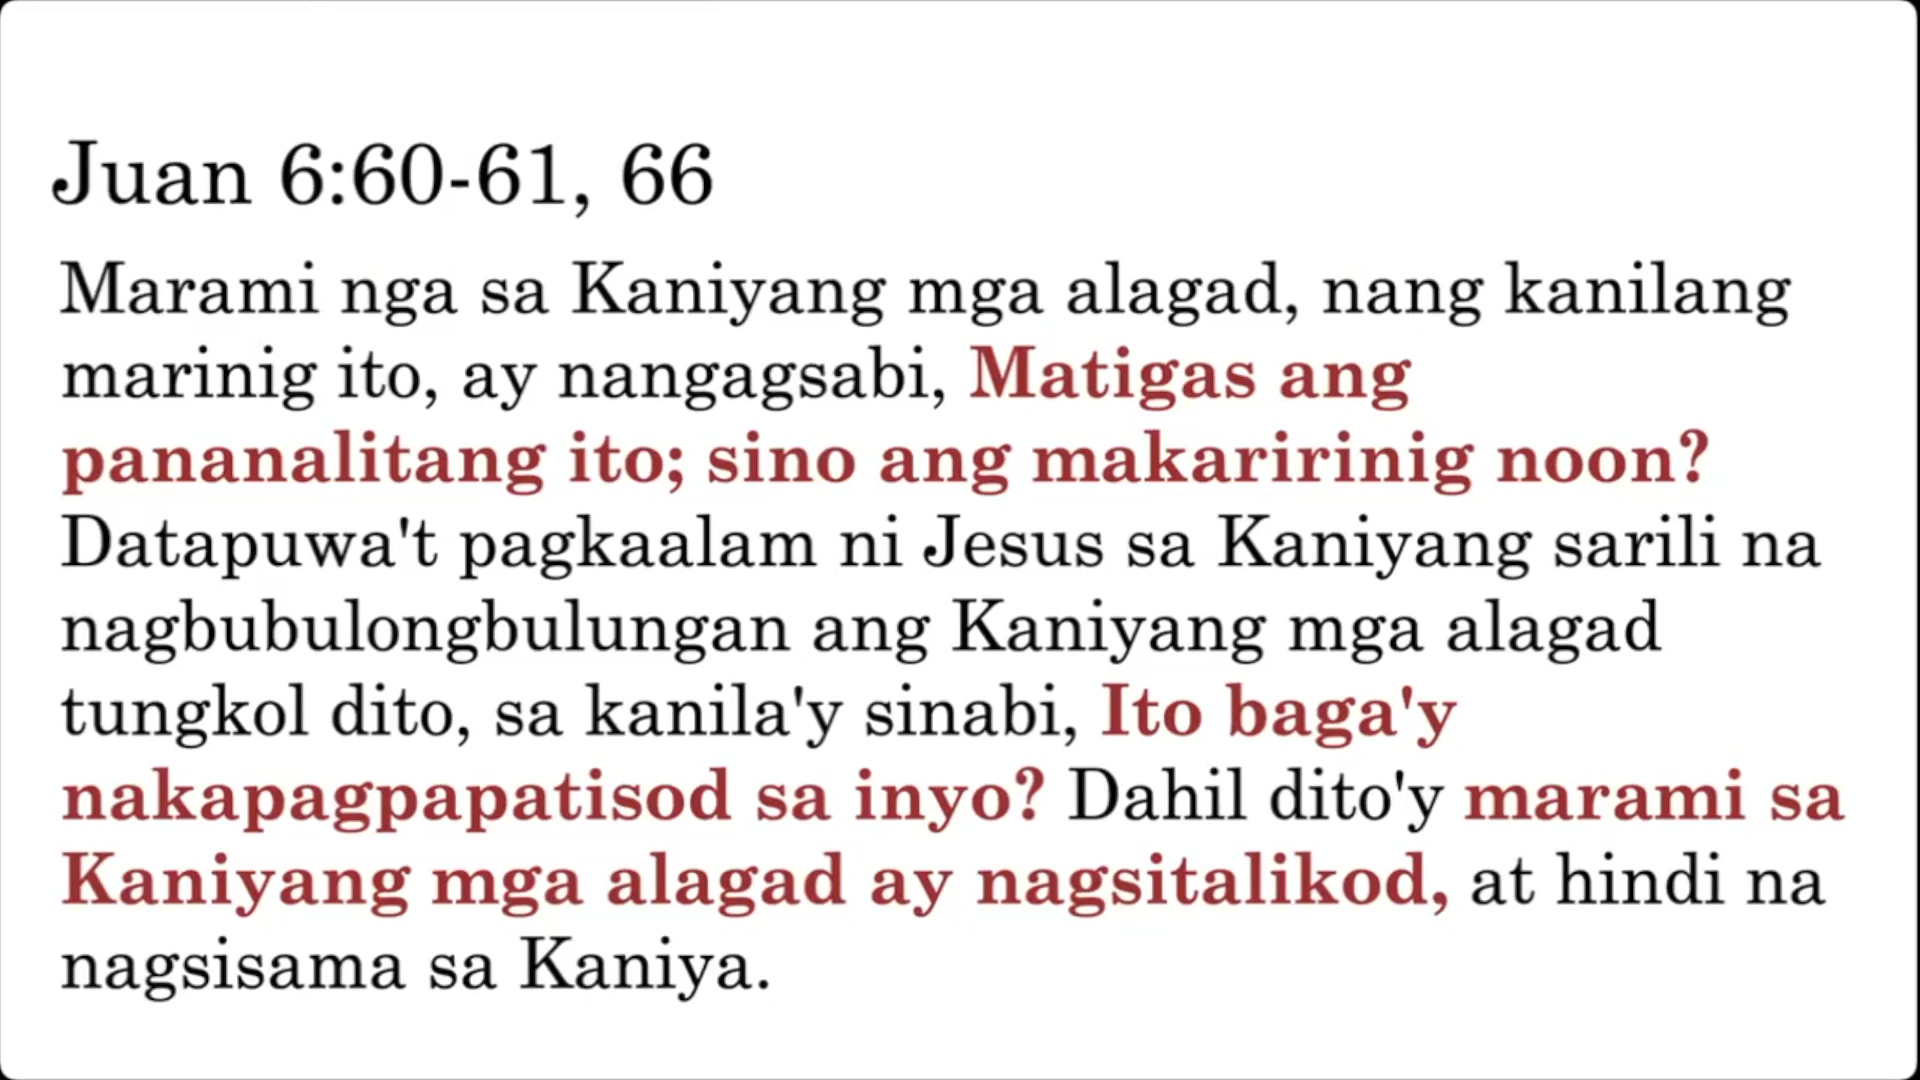 Juan 6:60-61, 66
Marami nga sa Kaniyang mga alagad, nang kanilang
marinig ito, ay nangagsabi, Matigas ang
pananalitang ito; sino ang makaririnig noon?
Datapuwa't pagkaalam ni Jesus sa Kaniyang sarili na
nagbubulongbulungan ang Kaniyang mga alagad
tungkol dito, sa kanila'y sinabi, Ito baga'y
nakapagpapatisod sa inyo? Dahil dito'y marami sa
Kaniyang mga alagad ay nagsitalikod, at hindi na
nagsisama sa Kaniya.